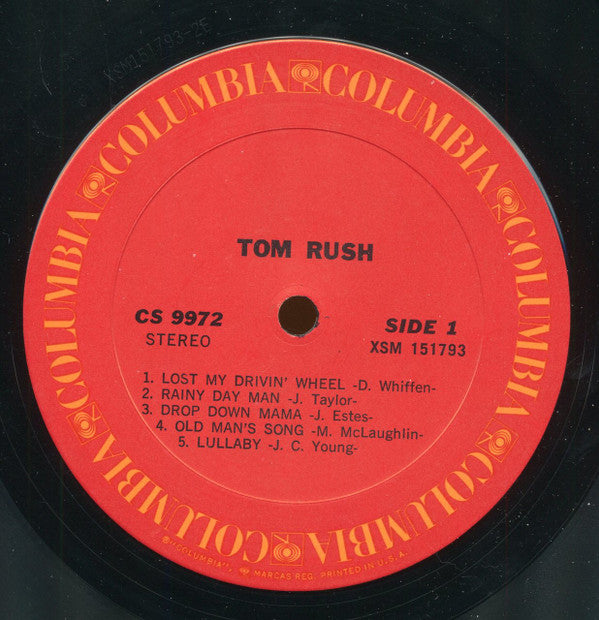 XSM151793-2E
COLUMBIA COLUMBIA COLUMBIA COLUMBIA COLUMBIA COLUMBIA COLUMBIA
TOM RUSH
CS 9972
STEREO
SIDE 1
XSM 151793
1. LOST MY DRIVIN' WHEEL -D. Whiffen-
2. RAINY DAY MAN -J. Taylor-
3. DROP DOWN MAMA -J. Estes-
4. OLD MAN'S SONG -M. McLaughlin-
5. LULLABY -J. C. Young-
® "COLUMBIA", MARCAS REG. PRINTED IN U.S.A.